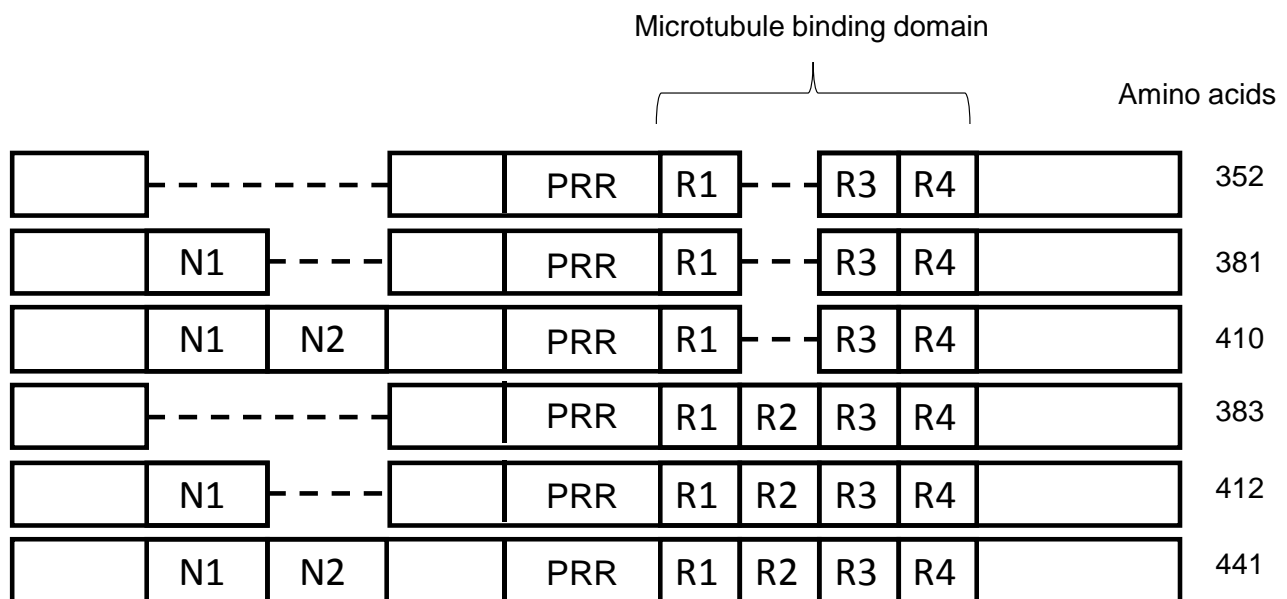 Microtubule binding domain
Amino acids
PRR R1 R3 R4 352
N1 PRR R1 R3 R4 381
N1 N2 PRR R1 R3 R4 410
PRR R1 R2 R3 R4 383
N1 PRR R1 R2 R3 R4 412
N1 N2 PRR R1 R2 R3 R4 441